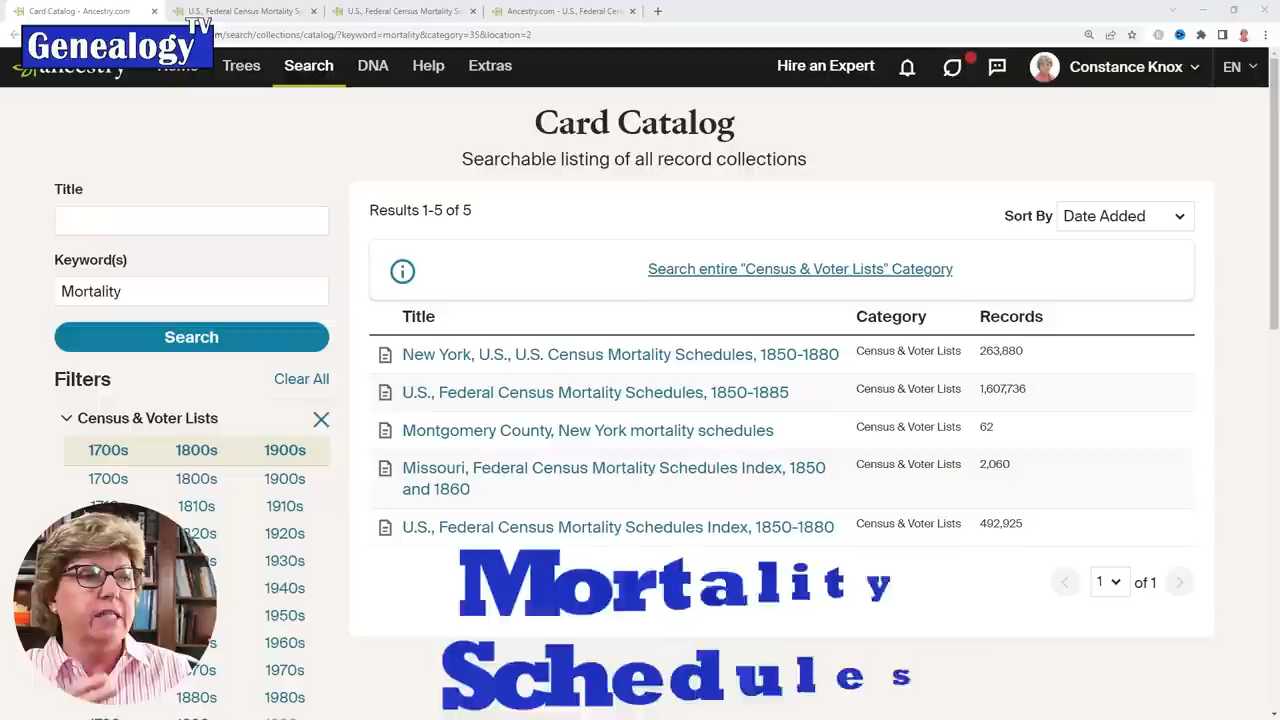 Card Catalog - Ancestry.com
U.S., Federal Census Mortality S
U.S., Federal Census Mortality Sc
Ancestry.com - U.S., Federal Cen
Genealogy TV
om/search/collections/catalog/?keyword=mortality&category=35&location=2
ancestry
Home
Trees
Search
DNA
Help
Extras
Hire an Expert
Constance Knox
EN
Card Catalog
Searchable listing of all record collections
Title
Keyword(s)
Mortality
Search
Filters
Clear All
Census & Voter Lists
1700s 1800s 1900s
1700s 1800s 1900s
1810s 1910s
820s 1920s
1930s
1940s
1950s
1960s
70s 1970s
1880s 1980s
Results 1-5 of 5
Sort By
Date Added
Search entire "Census & Voter Lists" Category
Title Category Records
New York, U.S., U.S. Census Mortality Schedules, 1850-1880 Census & Voter Lists 263,880
U.S., Federal Census Mortality Schedules, 1850-1885 Census & Voter Lists 1,607,736
Montgomery County, New York mortality schedules Census & Voter Lists 62
Missouri, Federal Census Mortality Schedules Index, 1850 Census & Voter Lists 2,060
and 1860
U.S., Federal Census Mortality Schedules Index, 1850-1880 Census & Voter Lists 492,925
1 of 1
Mortality
Schedules